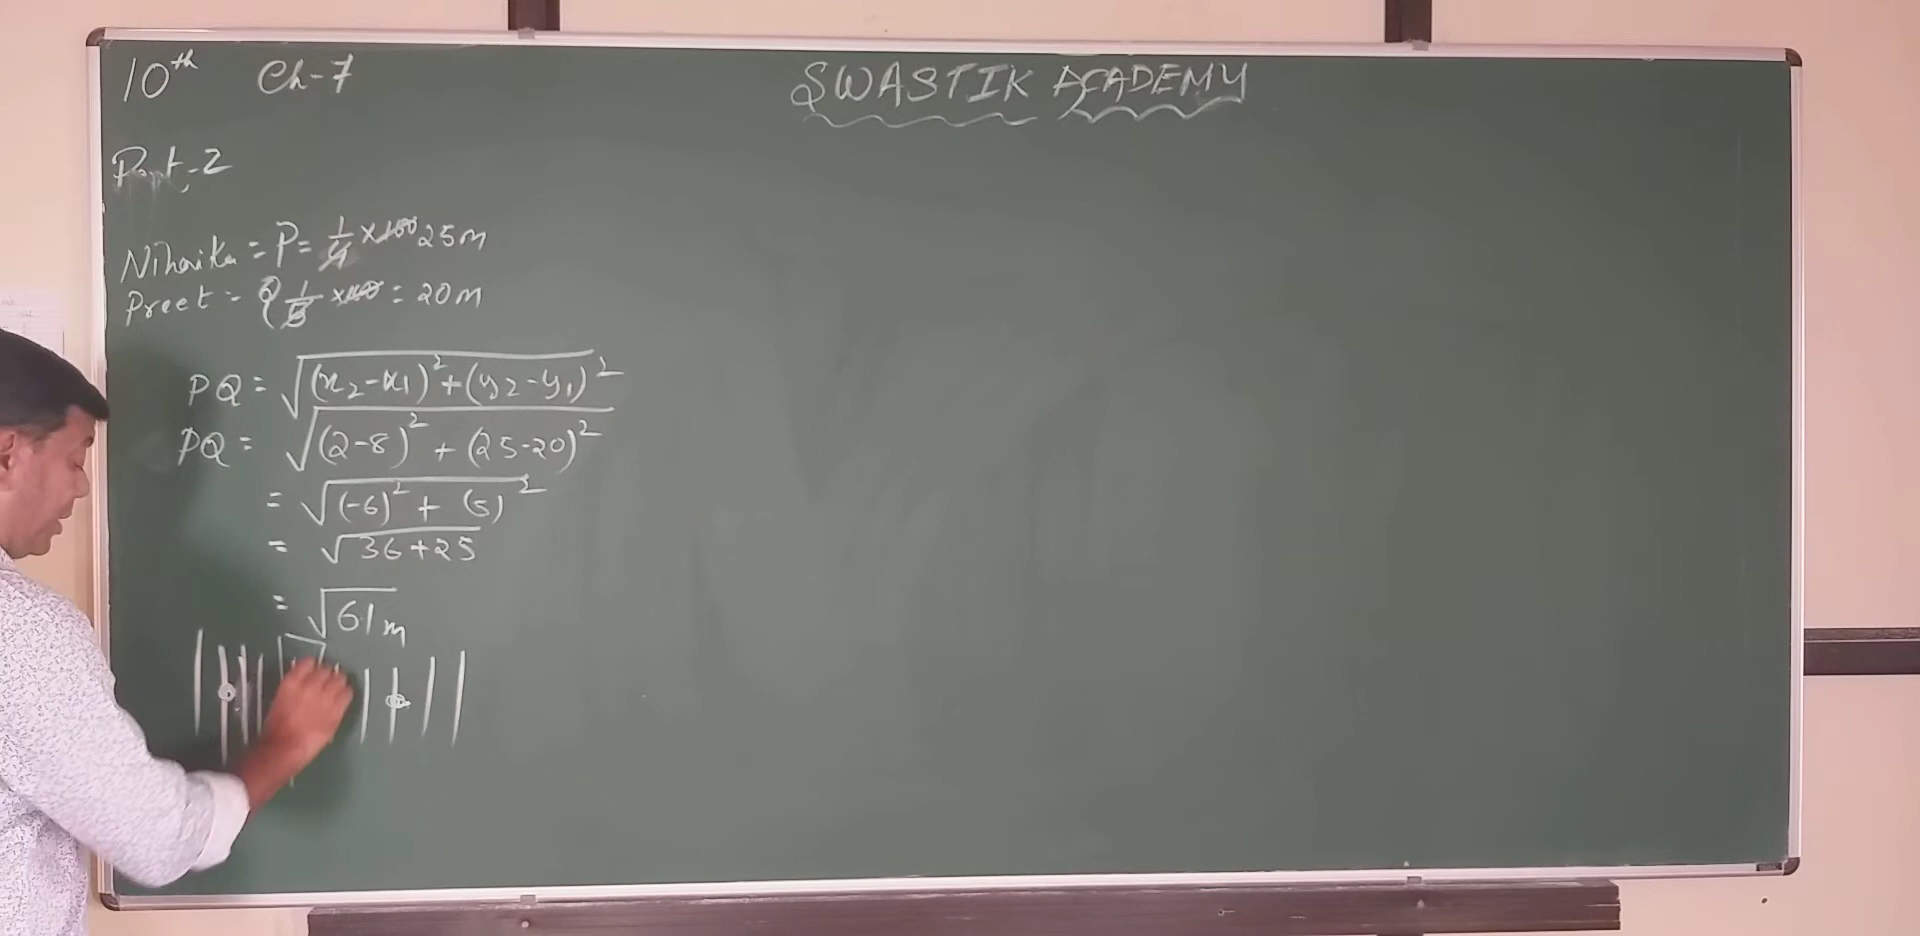 10th Ch-7
SWASTIK ACADEMY
Part-2
Niharika = P = 1/4 × 100 25m
Preet - Q 1/5 × 100 = 20m
PQ = √(x₂-x₁)² + (y₂-y₁)²
PQ = √(2-8)² + (25-20)²
= √(-6)² + (5)²
= √36+25
= √61m